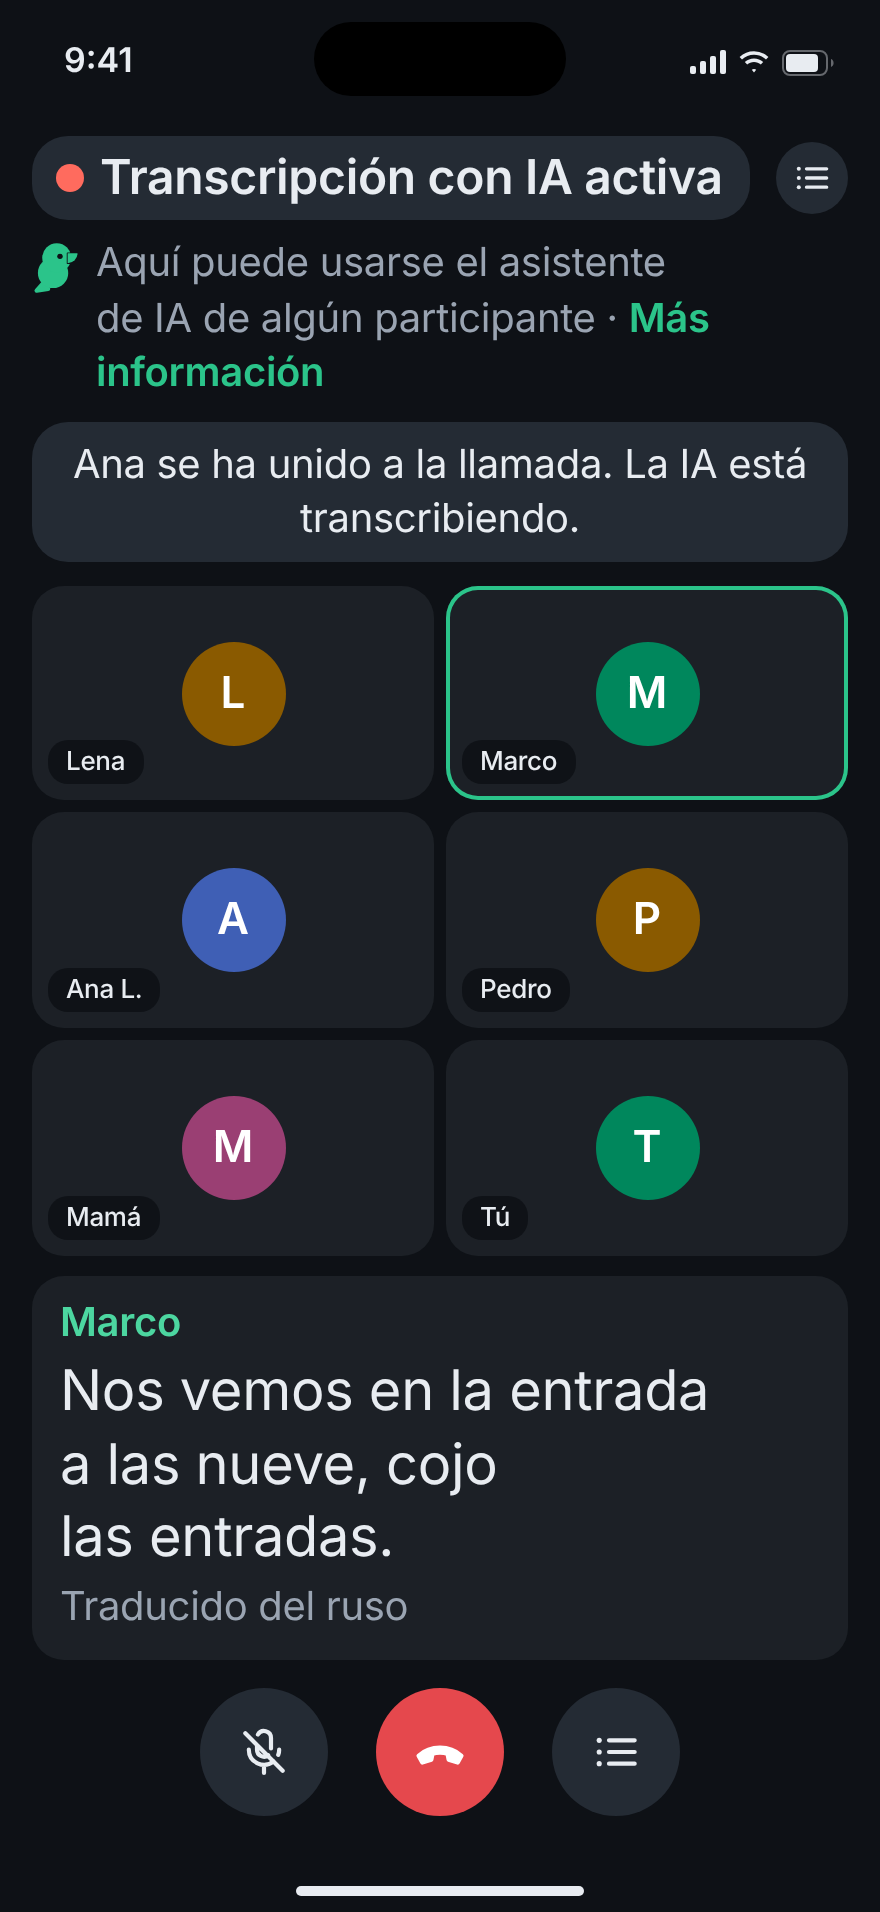 9:41
Transcripción con IA activa
Aquí puede usarse el asistente
de IA de algún participante · Más
información
Ana se ha unido a la llamada. La IA está
transcribiendo.
L
Lena
M
Marco
A
Ana L.
P
Pedro
M
Mamá
T
Tú
Marco
Nos vemos en la entrada
a las nueve, cojo
las entradas.
Traducido del ruso